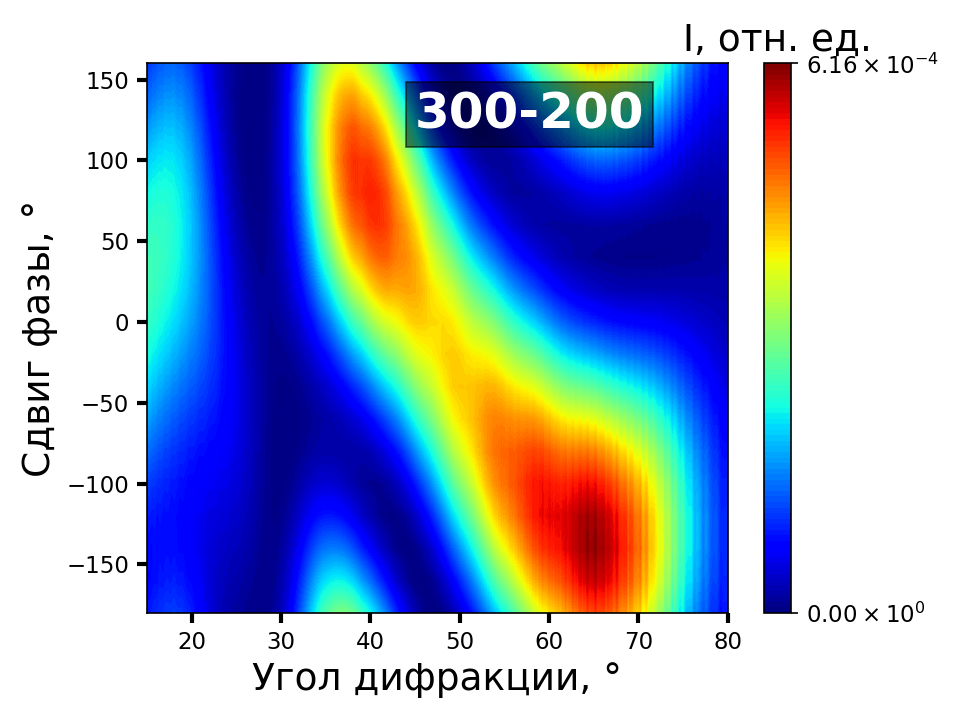 I, отн. ед.
6.16 × 10⁻⁴
300-200
150
100
50
0
−50
−100
−150
Сдвиг фазы, °
0.00 × 10⁰
20 30 40 50 60 70 80
Угол дифракции, °